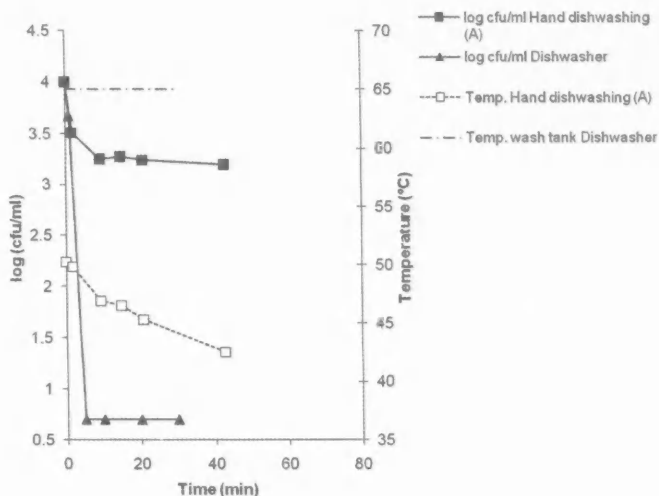 4.5
4
3.5
3
2.5
2
1.5
1
0.5
log (cfu/ml)
0
20
40
60
80
Time (min)
70
65
60
55
50
45
40
35
Temperature (°C)
log cfu/ml Hand dishwashing
(A)
log cfu/ml Dishwasher
Temp. Hand dishwashing (A)
Temp. wash tank Dishwasher